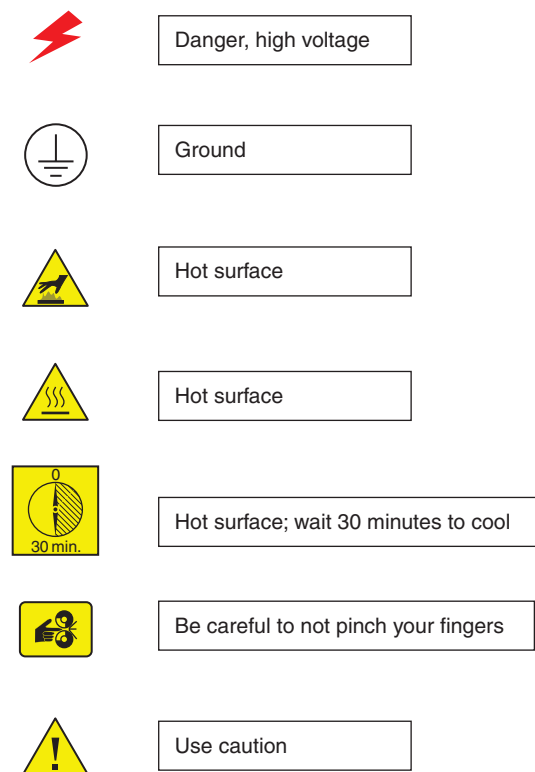 Danger, high voltage
Ground
Hot surface
Hot surface
0
30 min.
Hot surface; wait 30 minutes to cool
Be careful to not pinch your fingers
!
Use caution